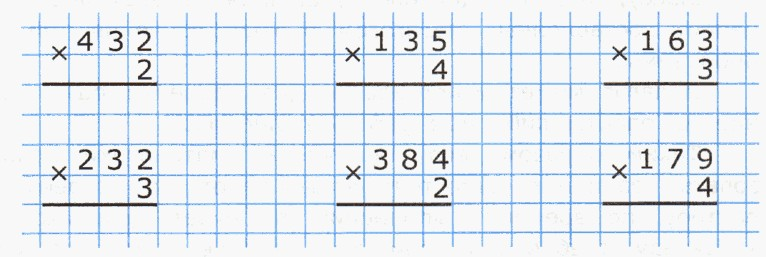 × 432 × 135 × 163
2 4 3
× 232 × 384 × 179
3 2 4